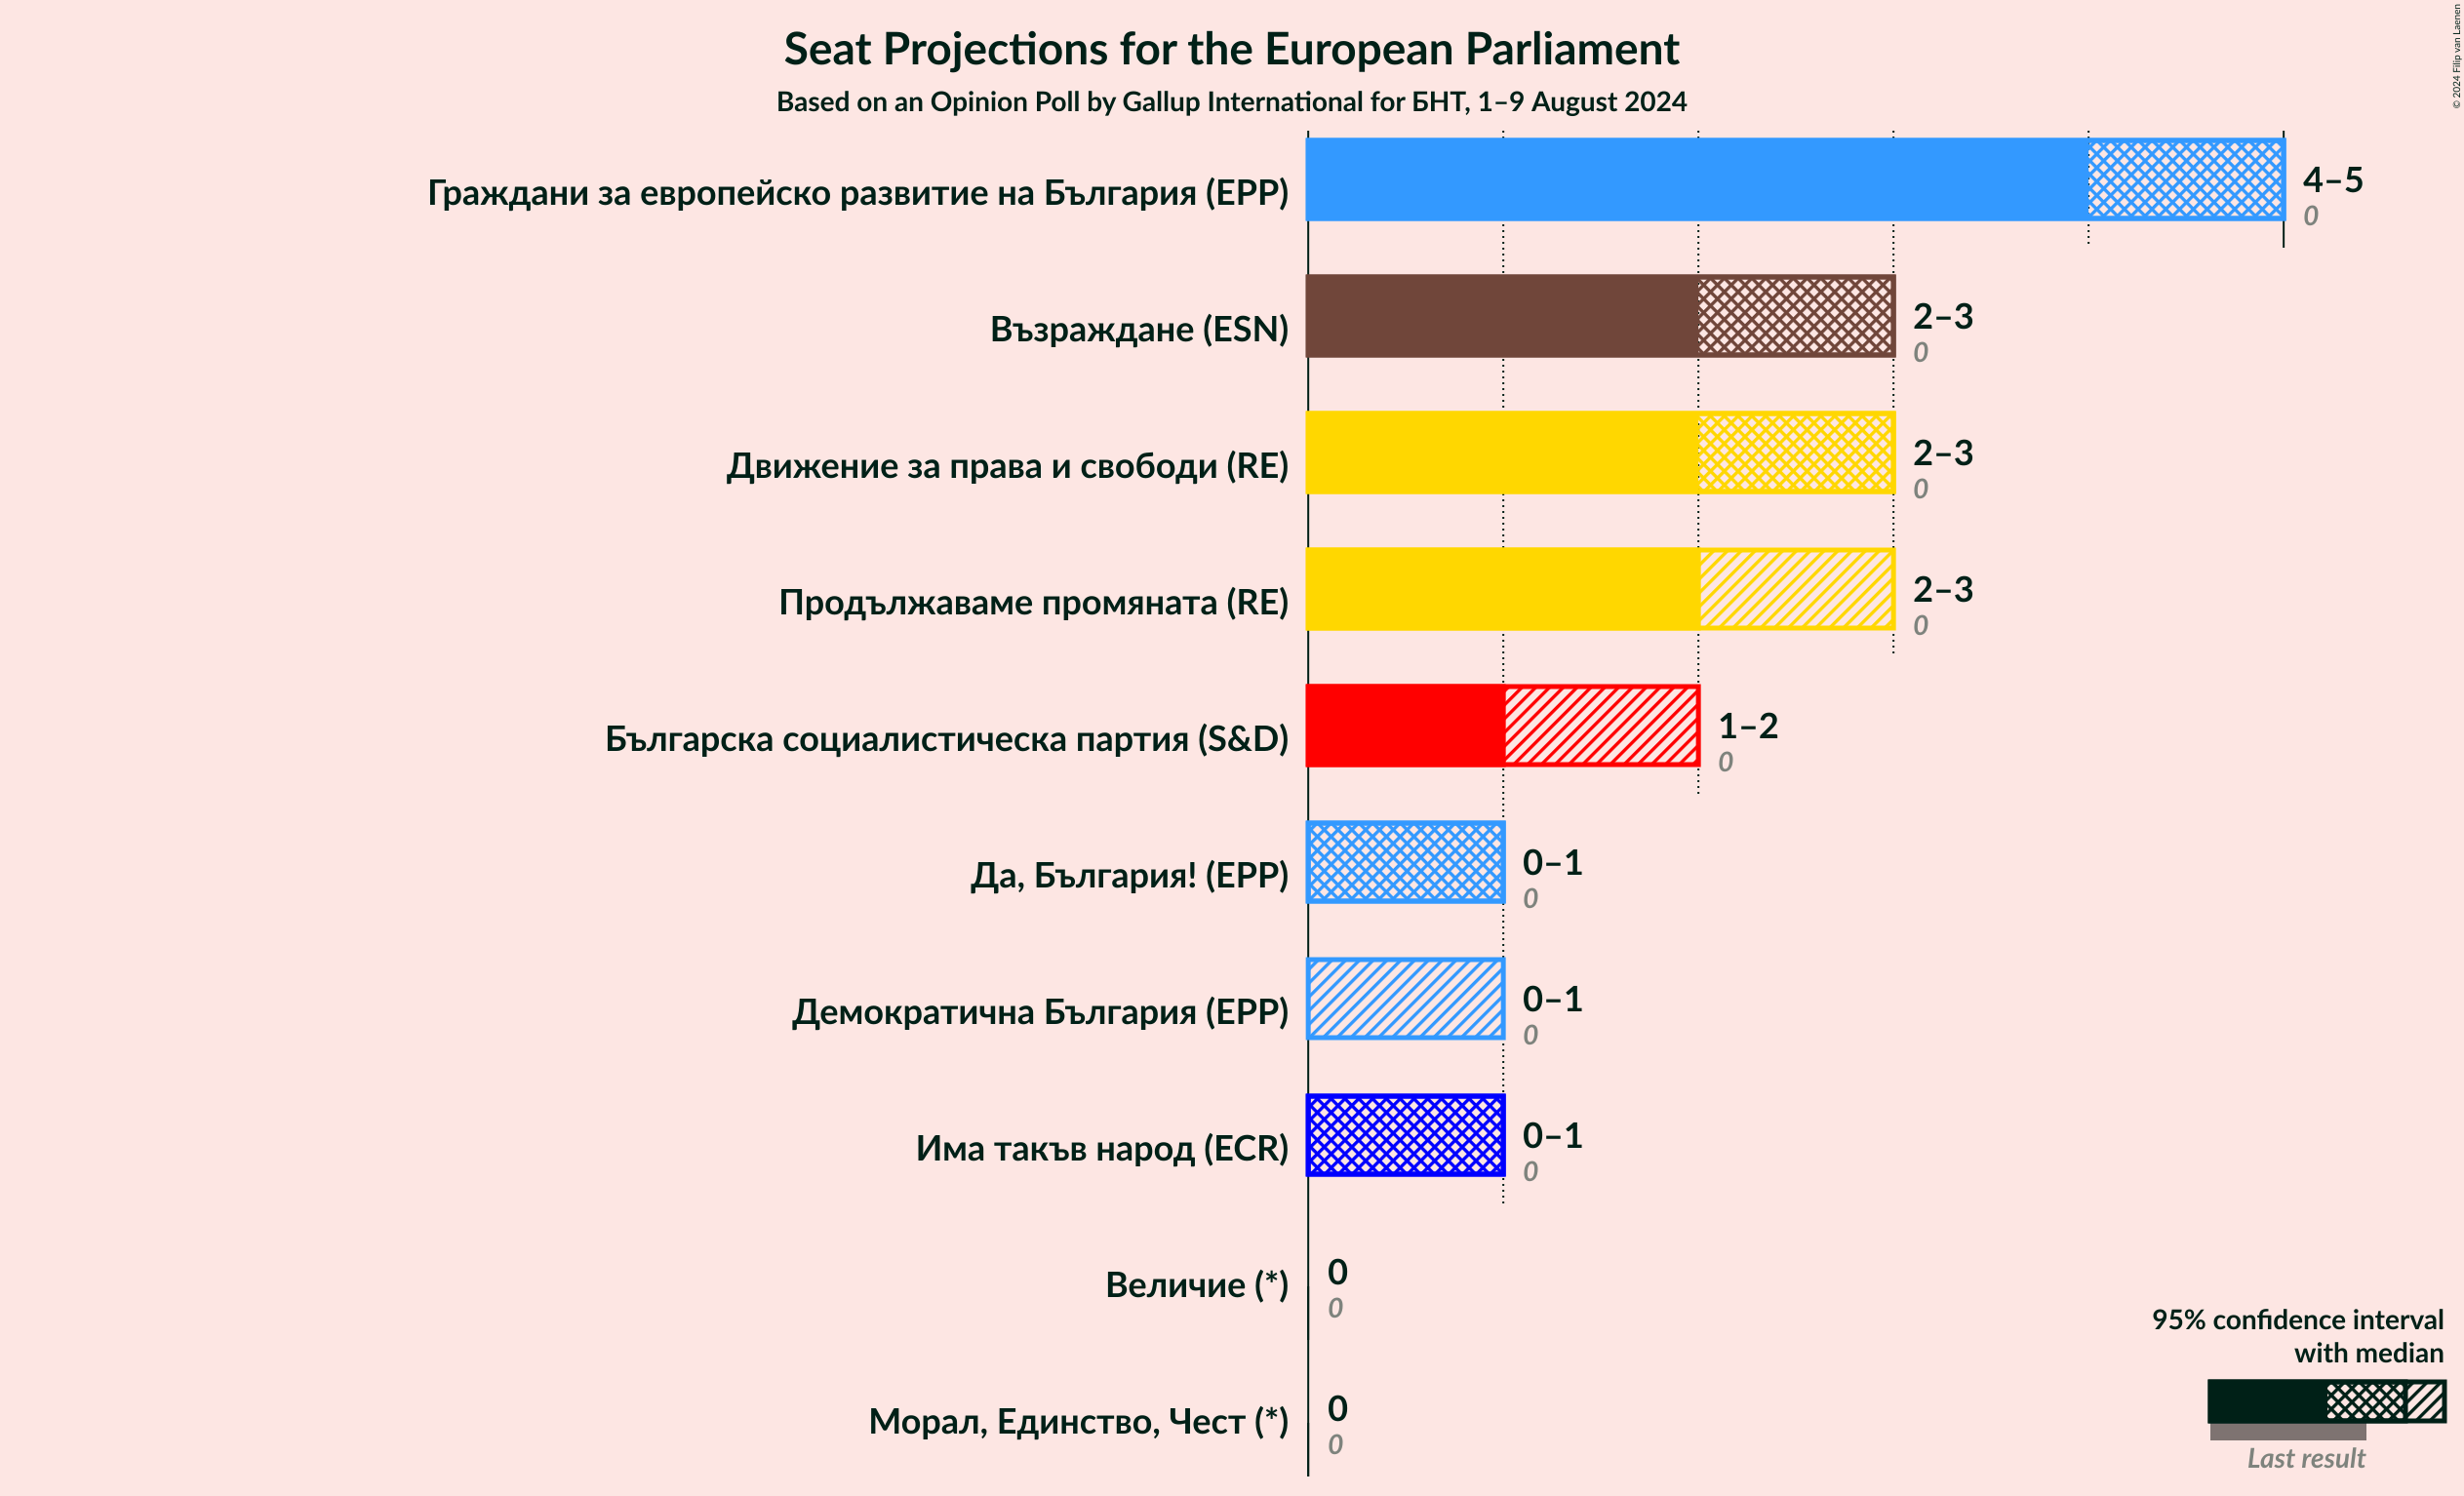 Seat Projections for the European Parliament
Based on an Opinion Poll by Gallup International for БНТ, 1–9 August 2024
© 2024 Filip van Laenen
Граждани за европейско развитие на България (EPP)
4–5
0
Възраждане (ESN)
2–3
0
Движение за права и свободи (RE)
2–3
0
Продължаваме промяната (RE)
2–3
0
Българска социалистическа партия (S&D)
1–2
0
Да, България! (EPP)
0–1
0
Демократична България (EPP)
0–1
0
Има такъв народ (ECR)
0–1
0
Величие (*)
0
0
Морал, Единство, Чест (*)
0
0
95% confidence interval
with median
Last result